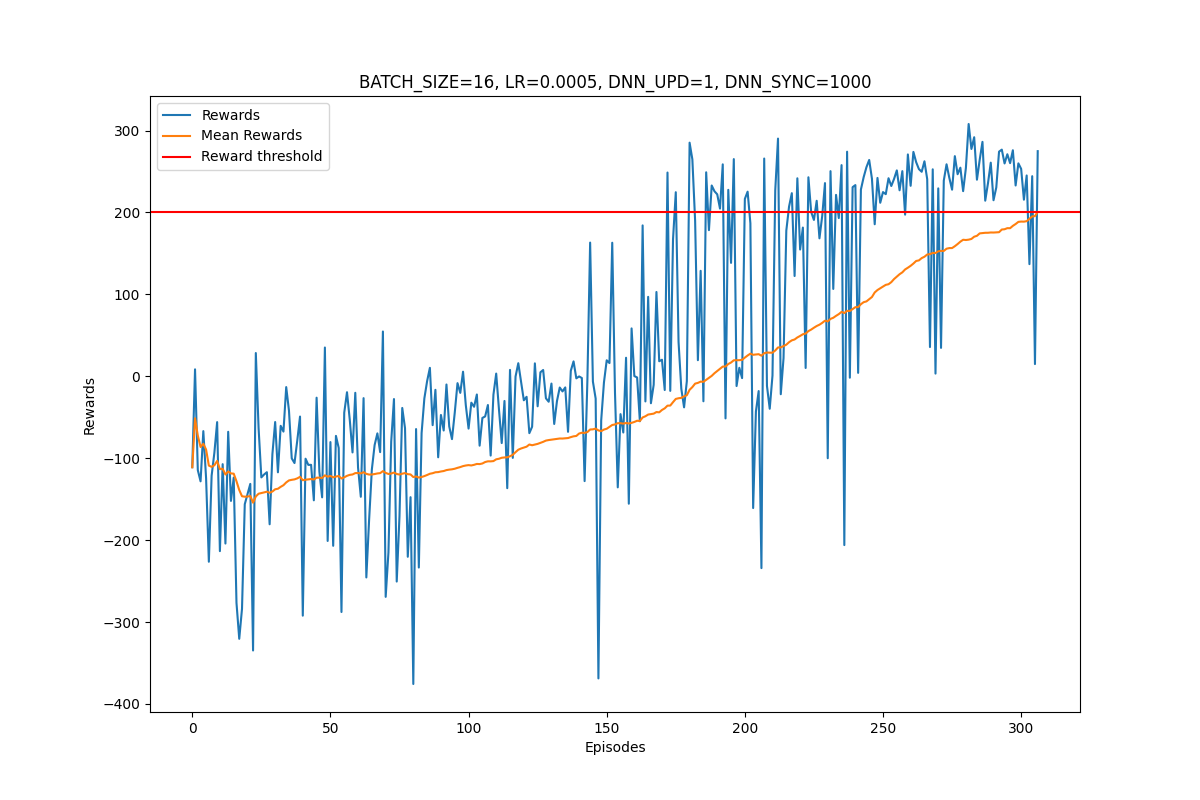 BATCH_SIZE=16, LR=0.0005, DNN_UPD=1, DNN_SYNC=1000
Rewards
Mean Rewards
Reward threshold
300
200
100
0
−100
−200
−300
−400
Rewards
0 50 100 150 200 250 300
Episodes